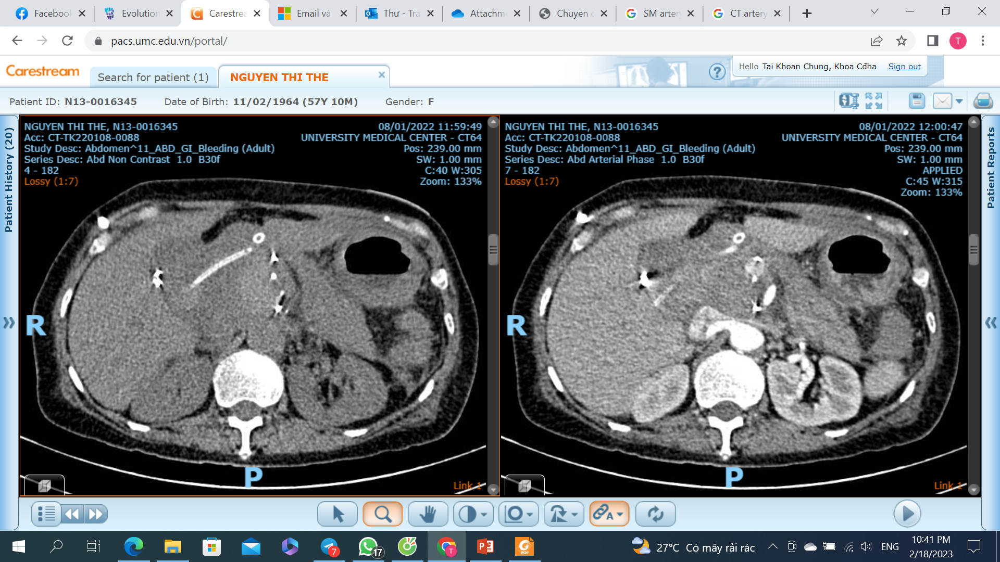 Facebook
Evolution
Carestrea
Email và
Thư - Tra
Attachme
Chuyen
SM arter
CT artery
pacs.umc.edu.vn/portal/
T
Carestream
Search for patient (1)
NGUYEN THI THE
Hello Tai Khoan Chung, Khoa Cđha Sign out
Patient ID: N13-0016345 Date of Birth: 11/02/1964 (57Y 10M) Gender: F
Patient History (20)
NGUYEN THI THE, N13-0016345
Acc: CT-TK220108-0088
Study Desc: Abdomen^11_ABD_GI_Bleeding (Adult)
Series Desc: Abd Non Contrast 1.0 B30f
4 - 182
Lossy (1:7)
08/01/2022 11:59:49
UNIVERSITY MEDICAL CENTER - CT64
Pos: 239.00 mm
SW: 1.00 mm
C:40 W:305
Zoom: 133%
R
P
Link 1
NGUYEN THI THE, N13-0016345
Acc: CT-TK220108-0088
Study Desc: Abdomen^11_ABD_GI_Bleeding (Adult)
Series Desc: Abd Arterial Phase 1.0 B30f
7 - 182
Lossy (1:7)
08/01/2022 12:00:47
UNIVERSITY MEDICAL CENTER - CT64
Pos: 239.00 mm
SW: 1.00 mm
APPLIED
C:45 W:315
Zoom: 133%
R
P
Link 1
Patient Reports
A
7
17
T
PDF
27°C Có mây rải rác
ENG
10:41 PM
2/18/2023